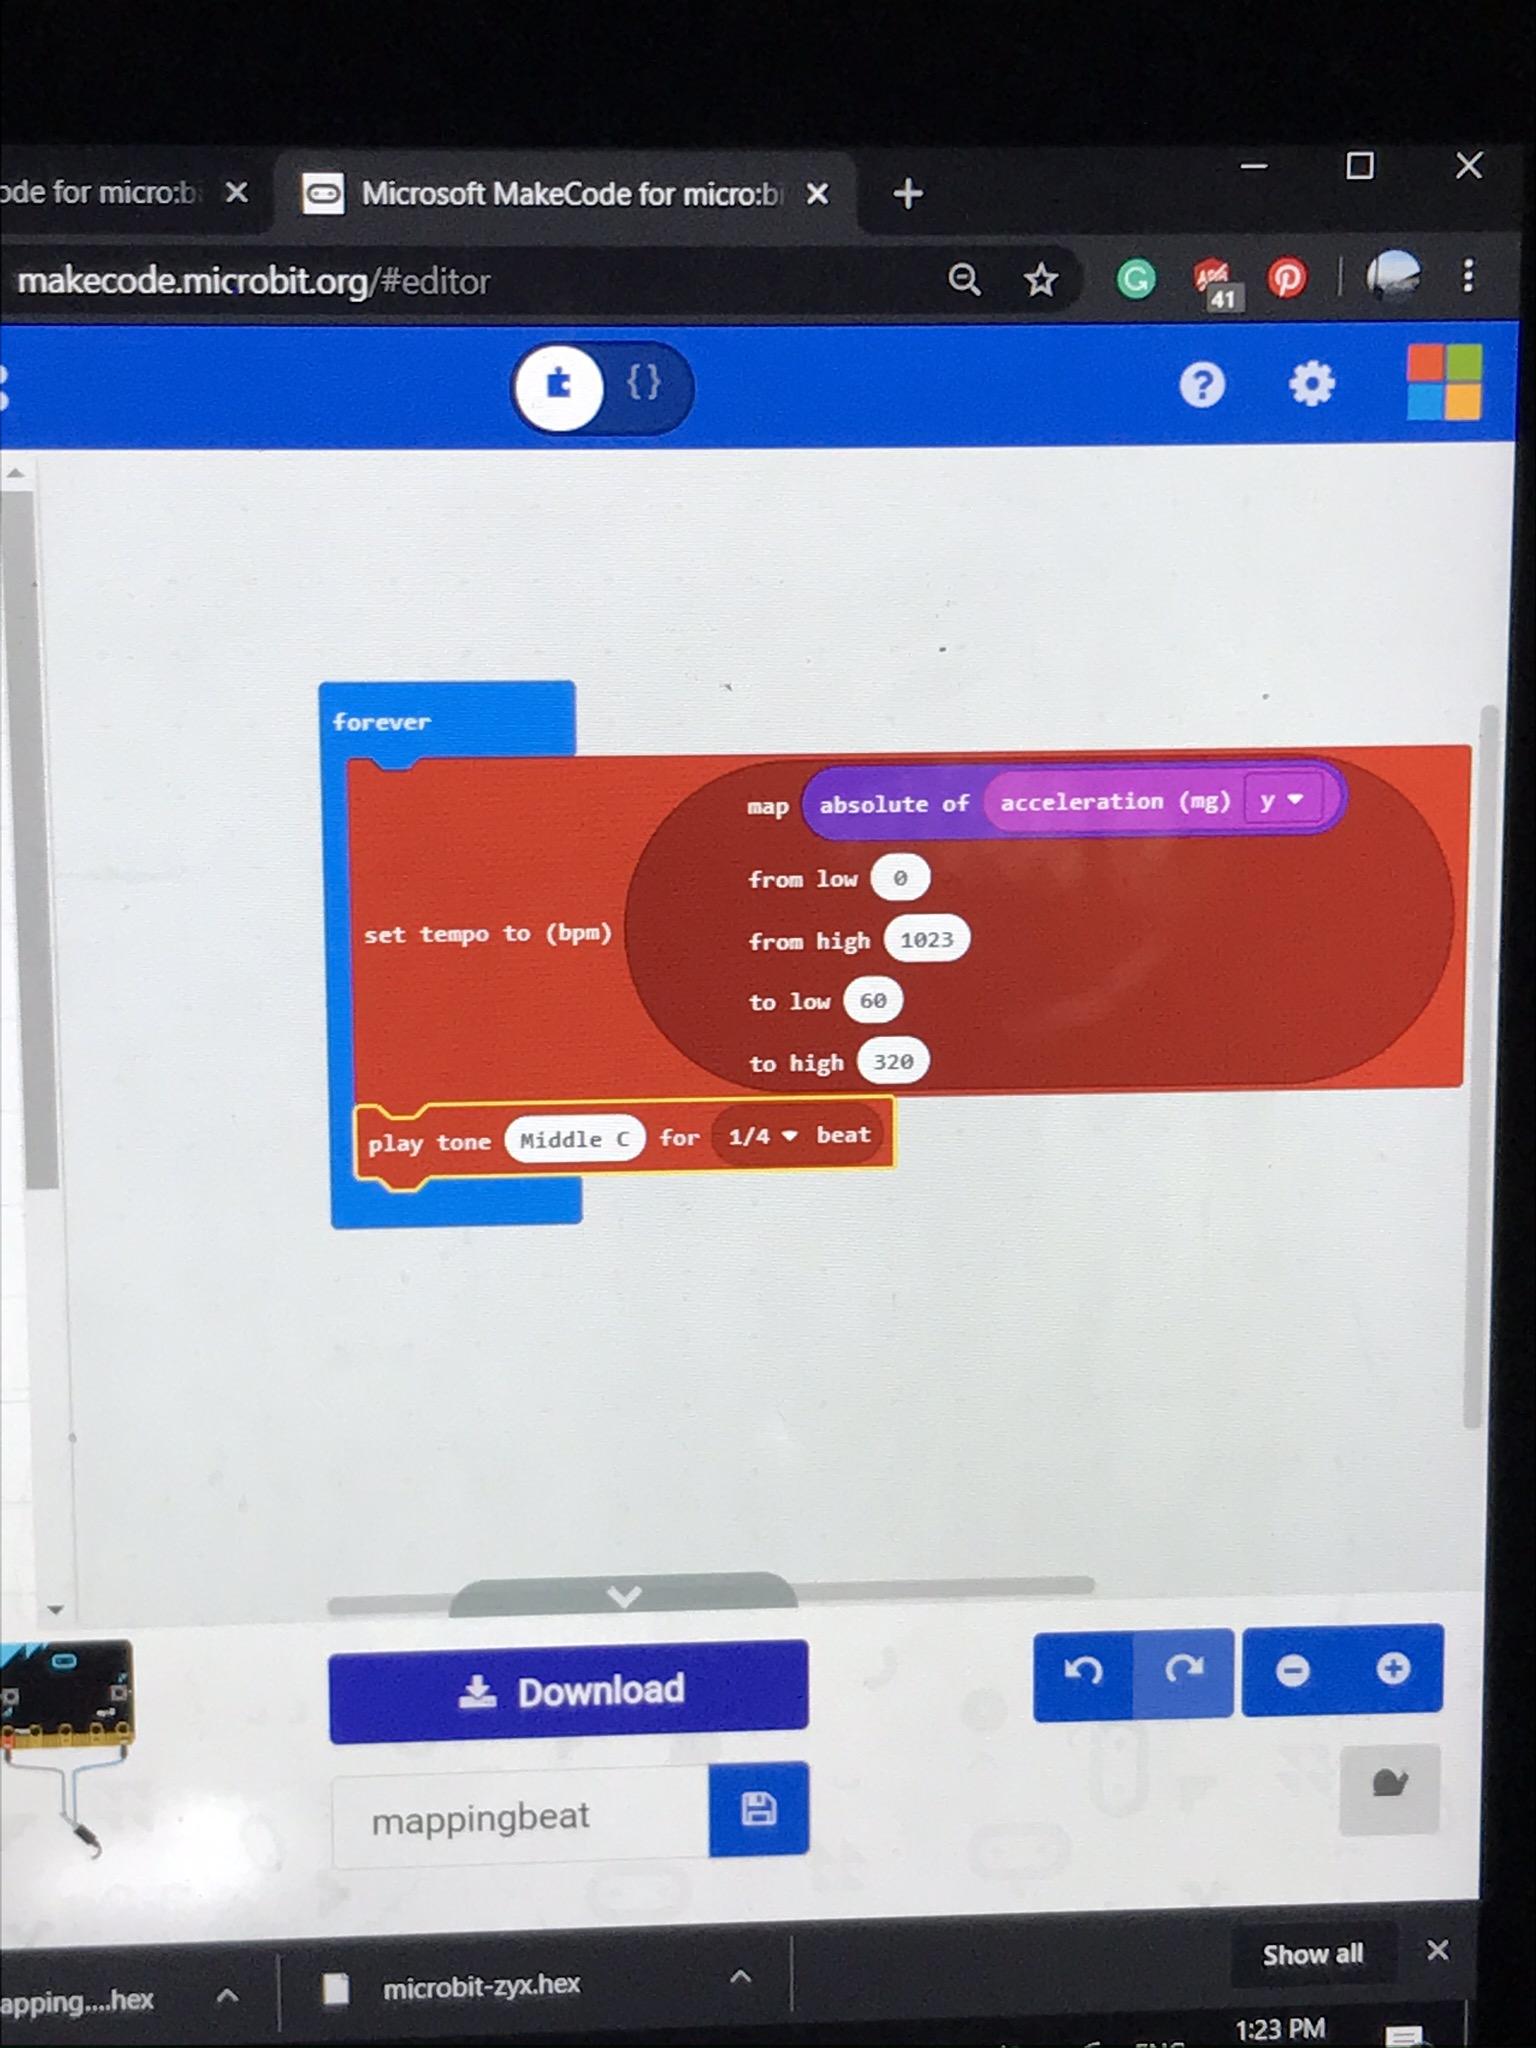 ode for micro:b
Microsoft MakeCode for micro:bi
makecode.microbit.org/#editor
41
forever
set tempo to (bpm)
map absolute of acceleration (mg) y
from low 0
from high 1023
to low 60
to high 320
play tone Middle C for 1/4 beat
Download
mappingbeat
apping....hex
microbit-zyx.hex
Show all
1:23 PM